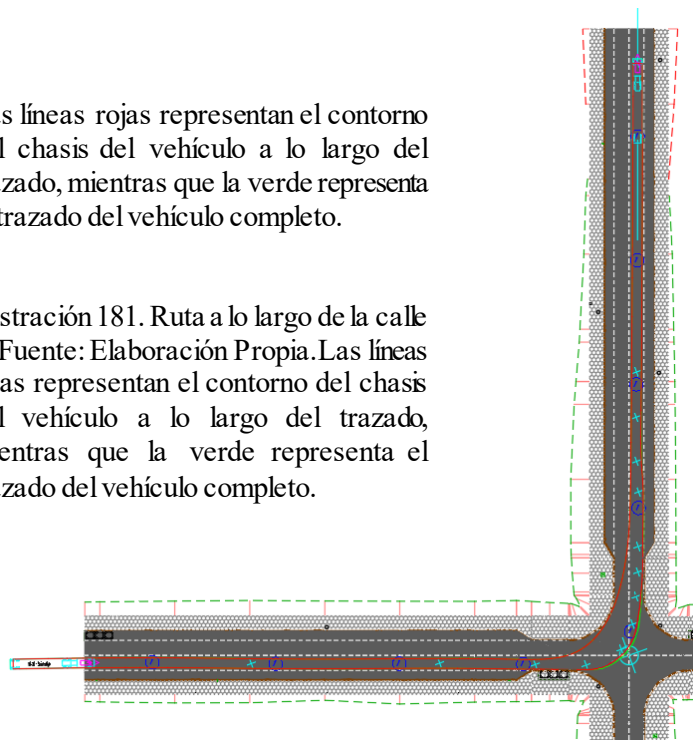 s líneas rojas representan el contorno
l chasis del vehículo a lo largo del
azado, mientras que la verde representa
trazado del vehículo completo.
stración 181. Ruta a lo largo de la calle
Fuente: Elaboración Propia.Las líneas
as representan el contorno del chasis
l vehículo a lo largo del trazado,
entras que la verde representa el
azado del vehículo completo.